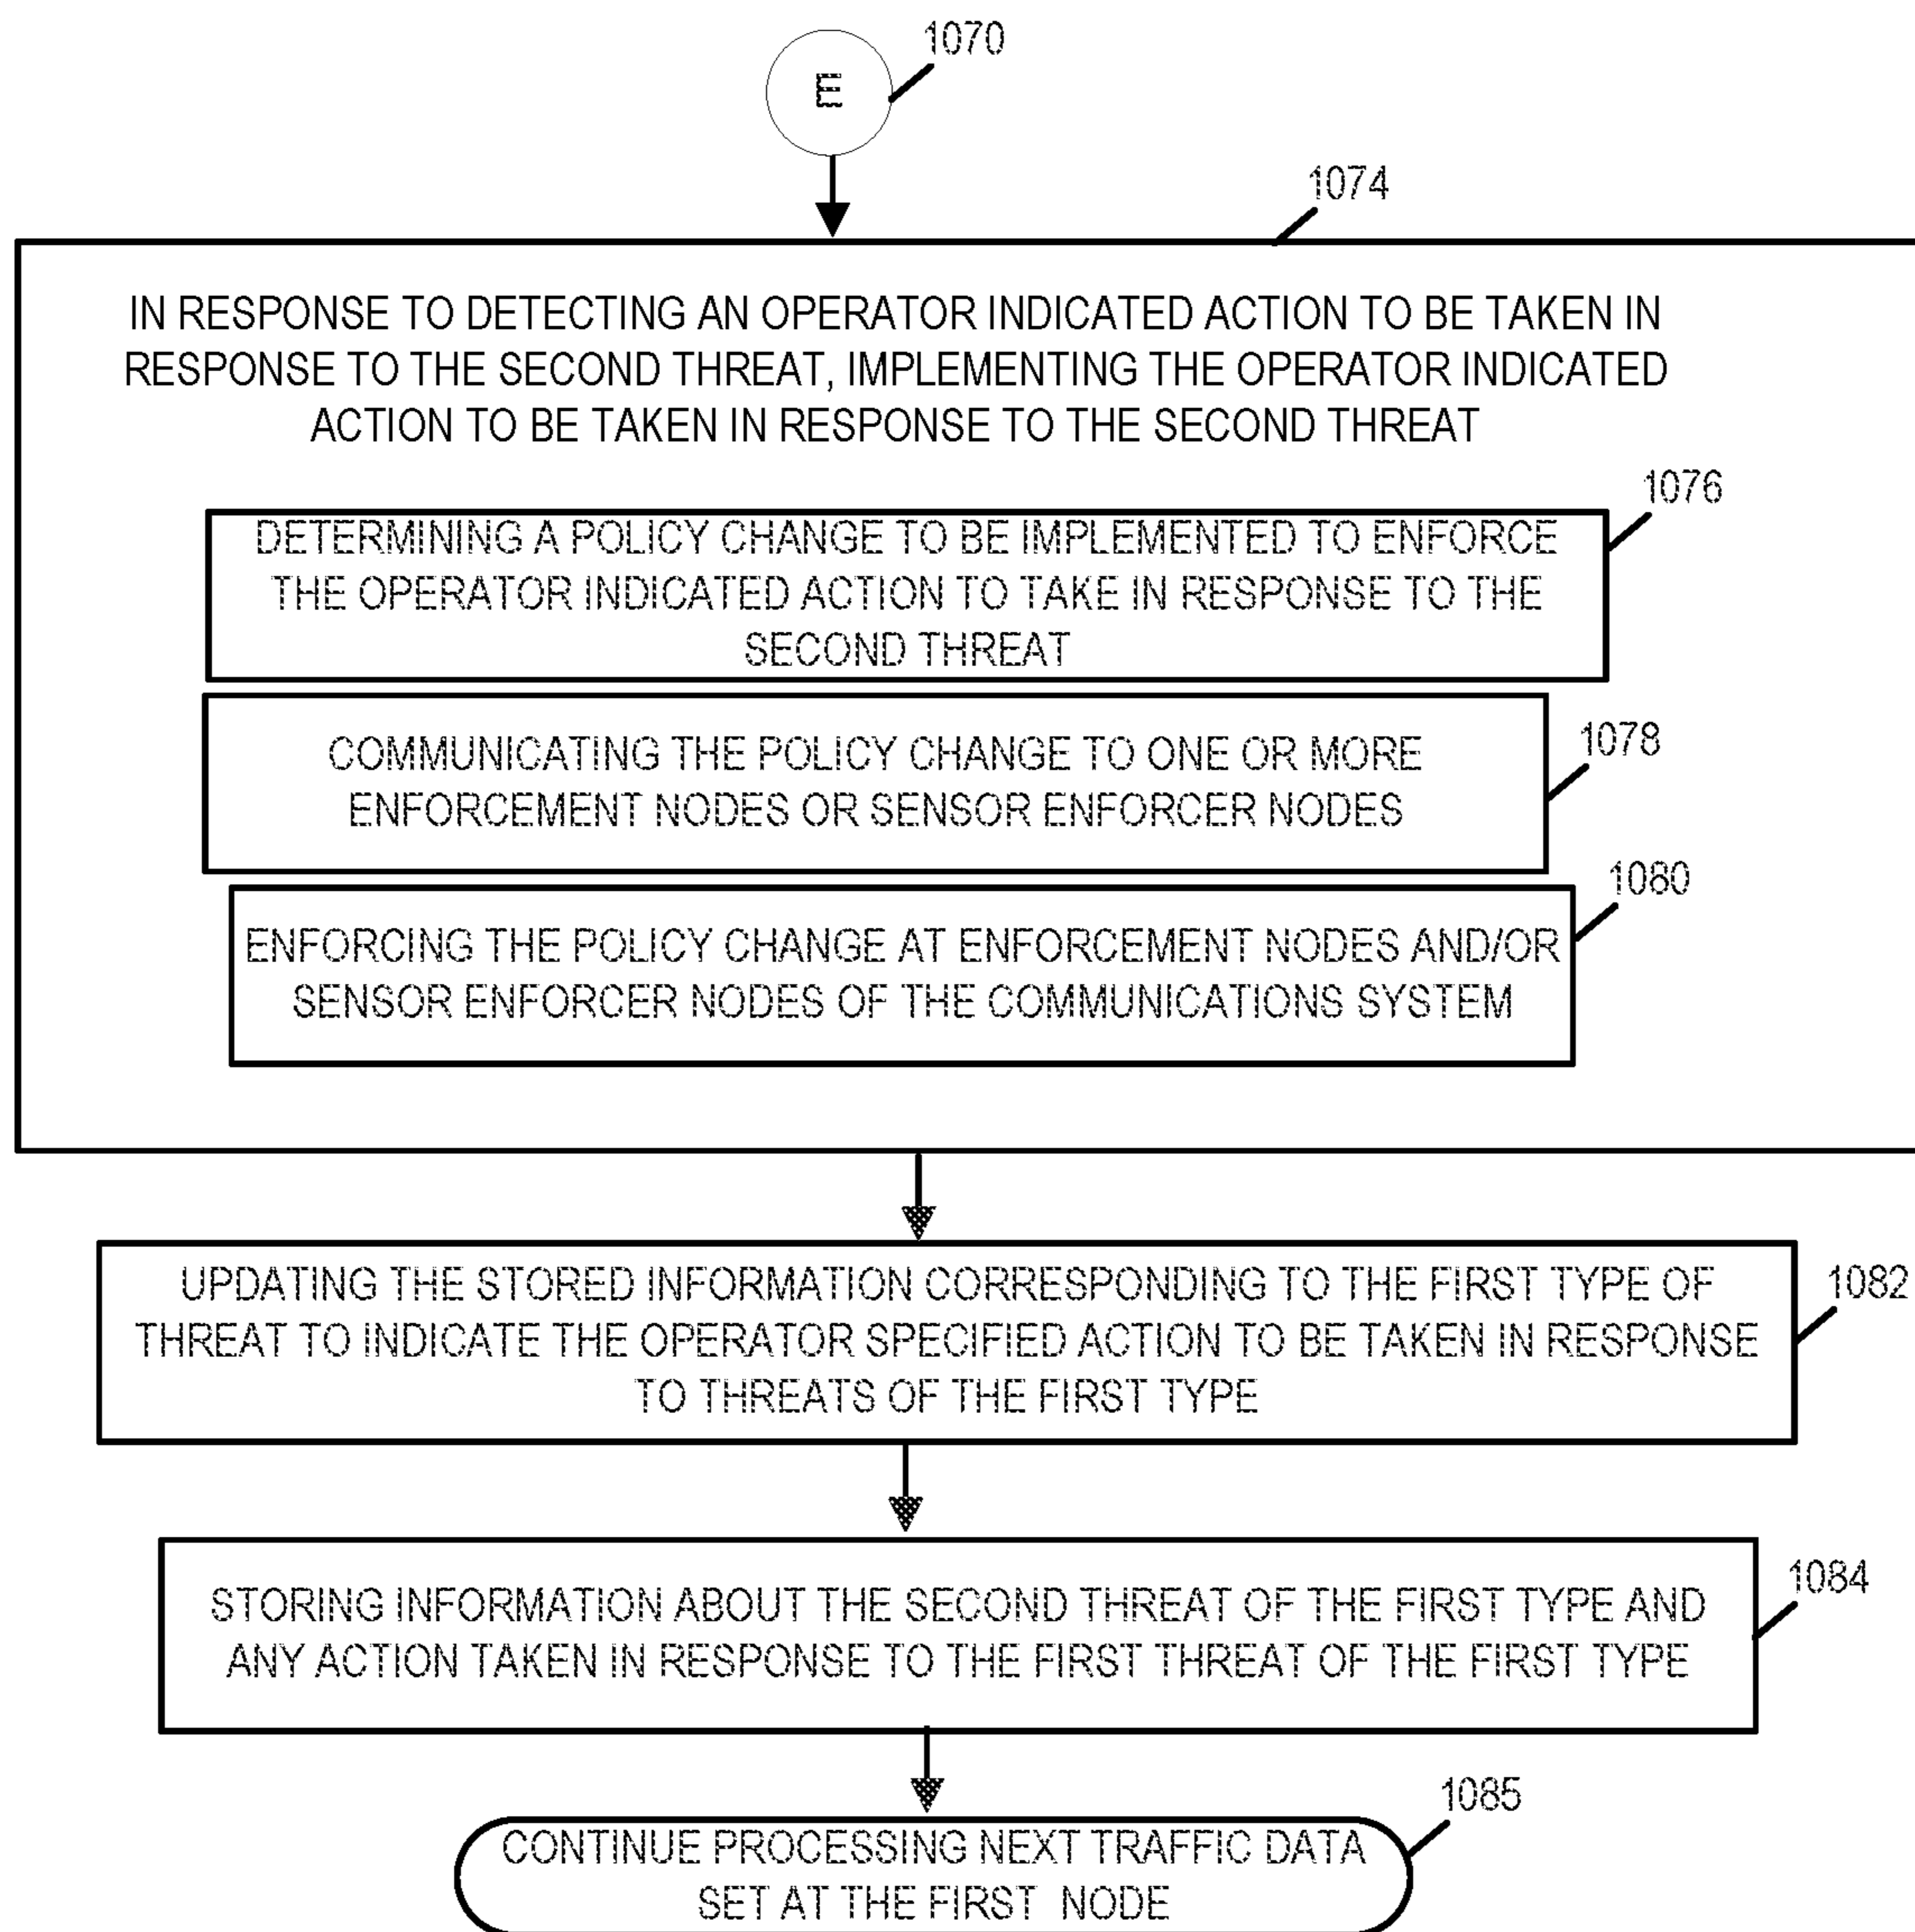 1070
E
1074
IN RESPONSE TO DETECTING AN OPERATOR INDICATED ACTION TO BE TAKEN IN
RESPONSE TO THE SECOND THREAT, IMPLEMENTING THE OPERATOR INDICATED
ACTION TO BE TAKEN IN RESPONSE TO THE SECOND THREAT
1076
DETERMINING A POLICY CHANGE TO BE IMPLEMENTED TO ENFORCE
THE OPERATOR INDICATED ACTION TO TAKE IN RESPONSE TO THE
SECOND THREAT
1078
COMMUNICATING THE POLICY CHANGE TO ONE OR MORE
ENFORCEMENT NODES OR SENSOR ENFORCER NODES
1080
ENFORCING THE POLICY CHANGE AT ENFORCEMENT NODES AND/OR
SENSOR ENFORCER NODES OF THE COMMUNICATIONS SYSTEM
1082
UPDATING THE STORED INFORMATION CORRESPONDING TO THE FIRST TYPE OF
THREAT TO INDICATE THE OPERATOR SPECIFIED ACTION TO BE TAKEN IN RESPONSE
TO THREATS OF THE FIRST TYPE
1084
STORING INFORMATION ABOUT THE SECOND THREAT OF THE FIRST TYPE AND
ANY ACTION TAKEN IN RESPONSE TO THE FIRST THREAT OF THE FIRST TYPE
1085
CONTINUE PROCESSING NEXT TRAFFIC DATA
SET AT THE FIRST NODE